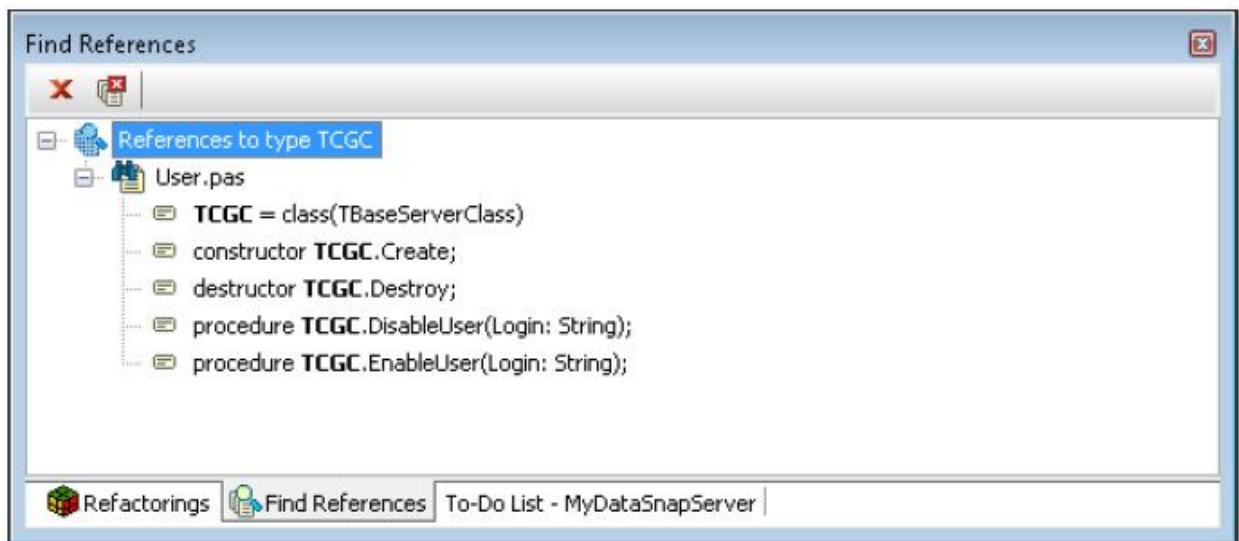 Find References
References to type TCGC
User.pas
TCGC = class(TBaseServerClass)
constructor TCGC.Create;
destructor TCGC.Destroy;
procedure TCGC.DisableUser(Login: String);
procedure TCGC.EnableUser(Login: String);
Refactorings Find References To-Do List - MyDataSnapServer